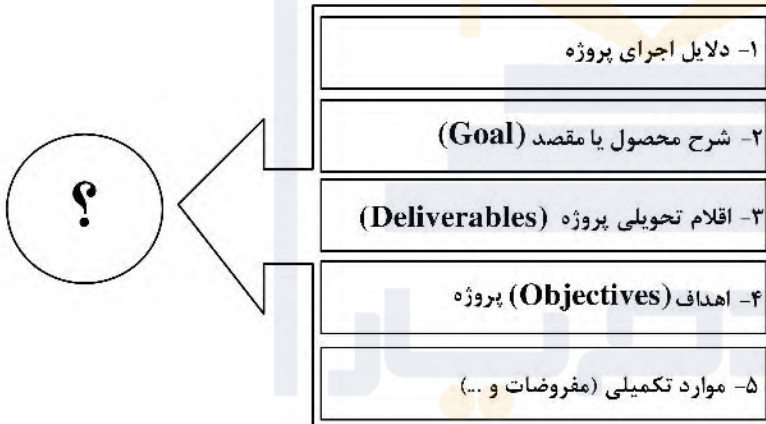 ۱- دلایل اجرای پروژه
۲- شرح محصول یا مقصد (Goal)
؟
۳- اقلام تحویلی پروژه (Deliverables)
۴- اهداف (Objectives) پروژه
۵- موارد تکمیلی (مفروضات و ...)